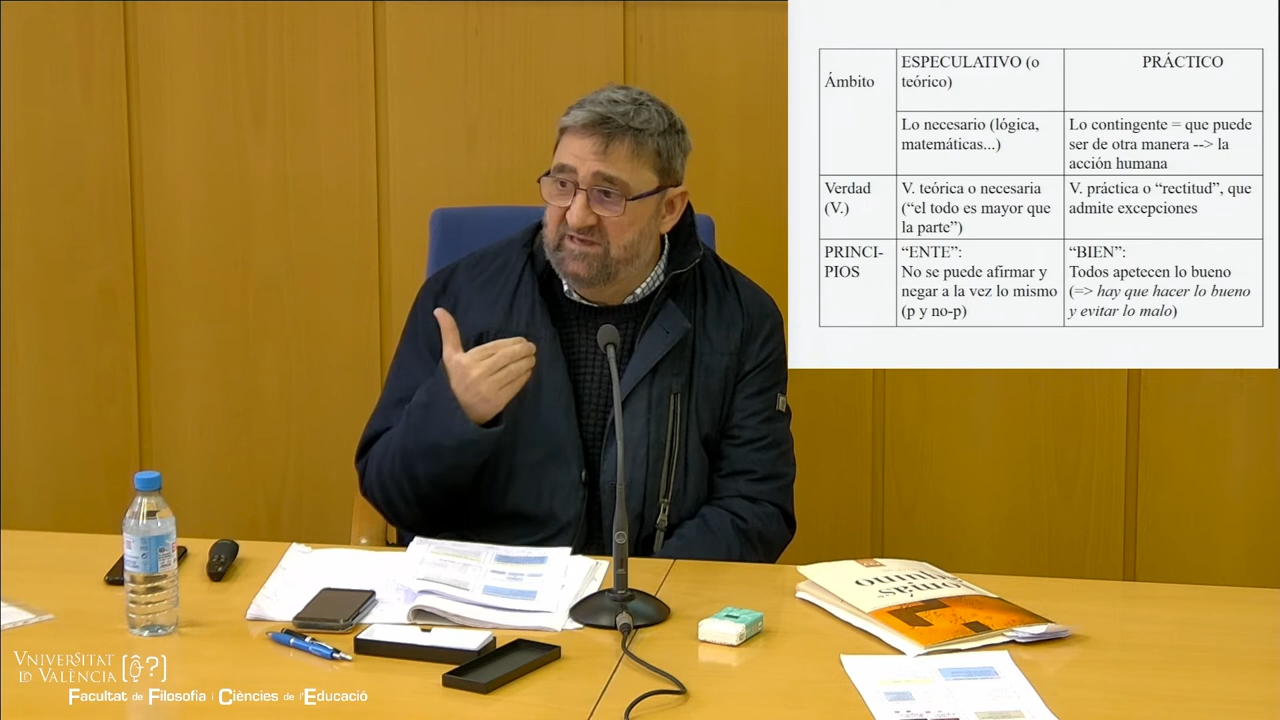 ESPECULATIVO (o
teórico)
PRÁCTICO
Ámbito
Lo necesario (lógica,
matemáticas...)
Lo contingente = que puede
ser de otra manera --> la
acción humana
Verdad
(V.)
V. teórica o necesaria
(“el todo es mayor que
la parte”)
V. práctica o “rectitud”, que
admite excepciones
PRINCI-
PIOS
“ENTE”:
No se puede afirmar y
negar a la vez lo mismo
(p y no-p)
“BIEN”:
Todos apetecen lo bueno
(=> hay que hacer lo bueno
y evitar lo malo)
VNIVERSITAT
ID VALÈNCIA [Ô?]
Facultat de Filosofia i Ciències de l'Educació